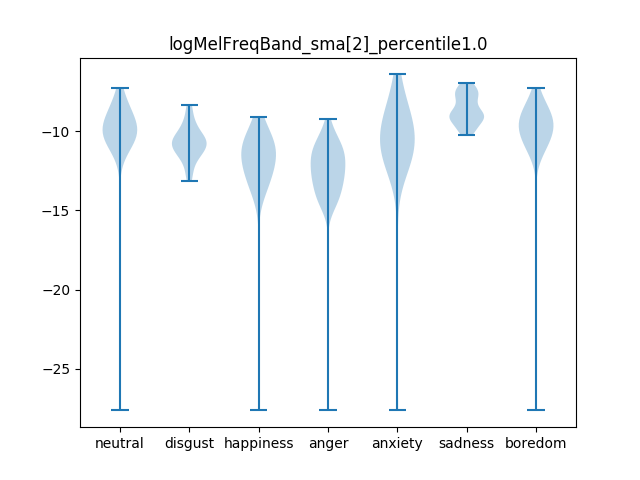 logMelFreqBand_sma[2]_percentile1.0
−10
−15
−20
−25
neutral disgust happiness anger anxiety sadness boredom